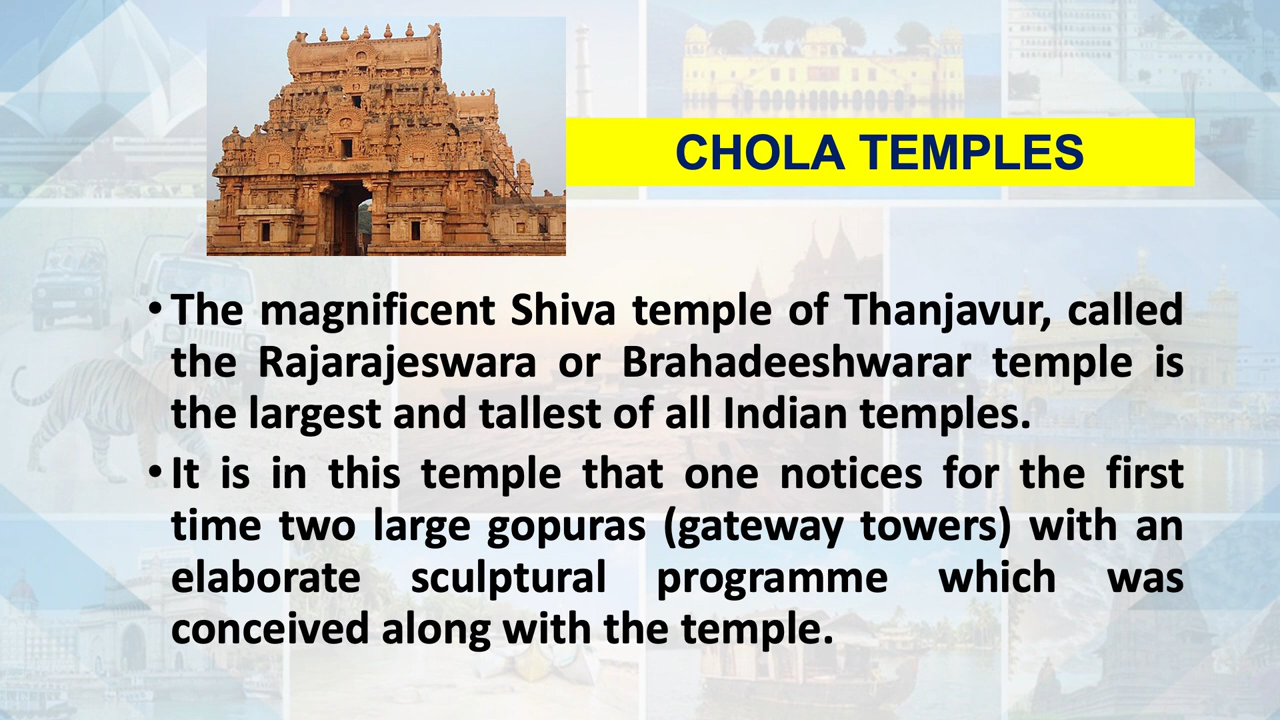 CHOLA TEMPLES
• The magnificent Shiva temple of Thanjavur, called
the Rajarajeswara or Brahadeeshwarar temple is
the largest and tallest of all Indian temples.
• It is in this temple that one notices for the first
time two large gopuras (gateway towers) with an
elaborate sculptural programme which was
conceived along with the temple.